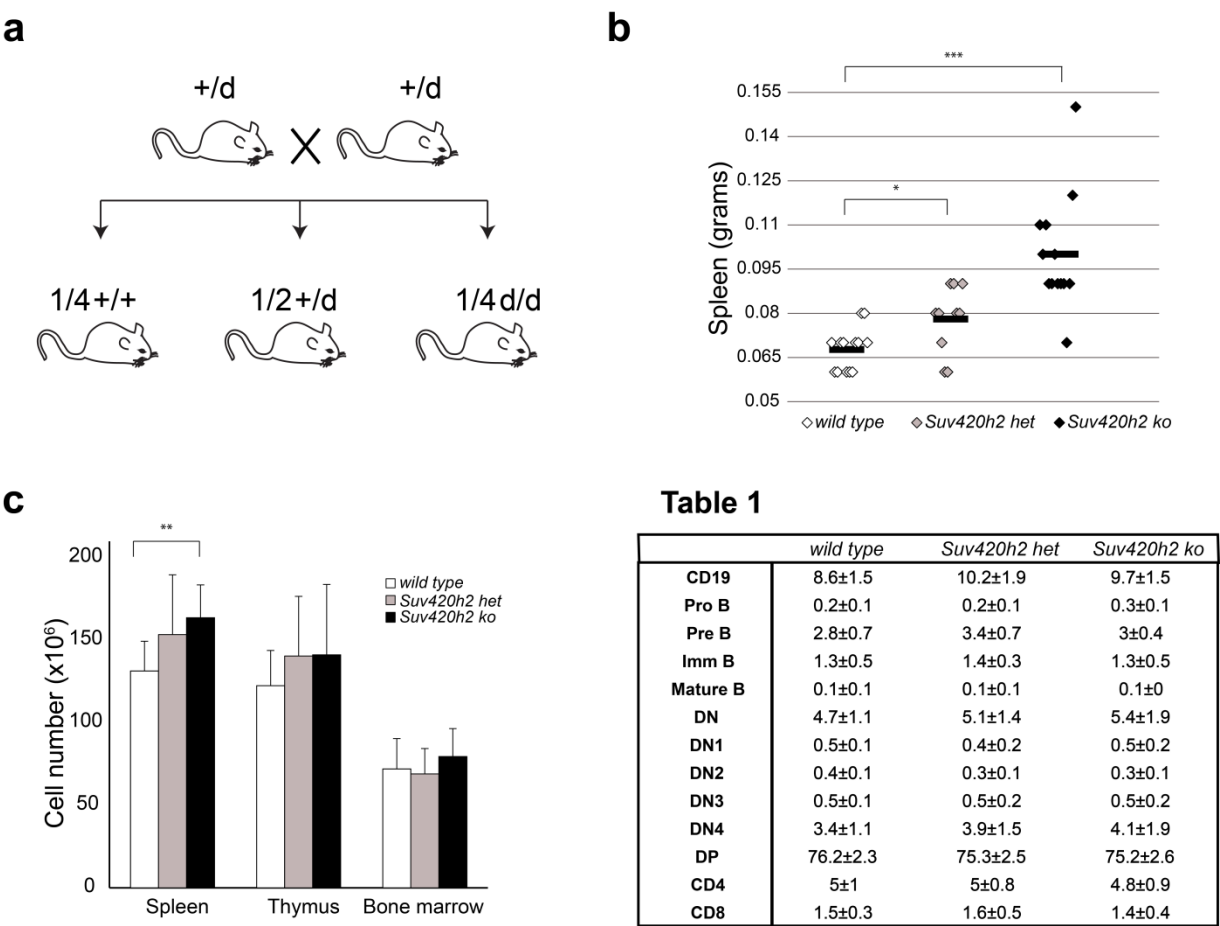 a
+/d +/d
1/4 +/+ 1/2 +/d 1/4 d/d
b
***
*
0.155
0.14
0.125
0.11
0.095
0.08
0.065
0.05
Spleen (grams)
wild type Suv420h2 het Suv420h2 ko
c
**
200
150
100
50
0
Cell number (x10⁶)
wild type
Suv420h2 het
Suv420h2 ko
Spleen Thymus Bone marrow
Table 1
wild type Suv420h2 het Suv420h2 ko
CD19 8.6±1.5 10.2±1.9 9.7±1.5
Pro B 0.2±0.1 0.2±0.1 0.3±0.1
Pre B 2.8±0.7 3.4±0.7 3±0.4
Imm B 1.3±0.5 1.4±0.3 1.3±0.5
Mature B 0.1±0.1 0.1±0.1 0.1±0
DN 4.7±1.1 5.1±1.4 5.4±1.9
DN1 0.5±0.1 0.4±0.2 0.5±0.2
DN2 0.4±0.1 0.3±0.1 0.3±0.1
DN3 0.5±0.1 0.5±0.2 0.5±0.2
DN4 3.4±1.1 3.9±1.5 4.1±1.9
DP 76.2±2.3 75.3±2.5 75.2±2.6
CD4 5±1 5±0.8 4.8±0.9
CD8 1.5±0.3 1.6±0.5 1.4±0.4